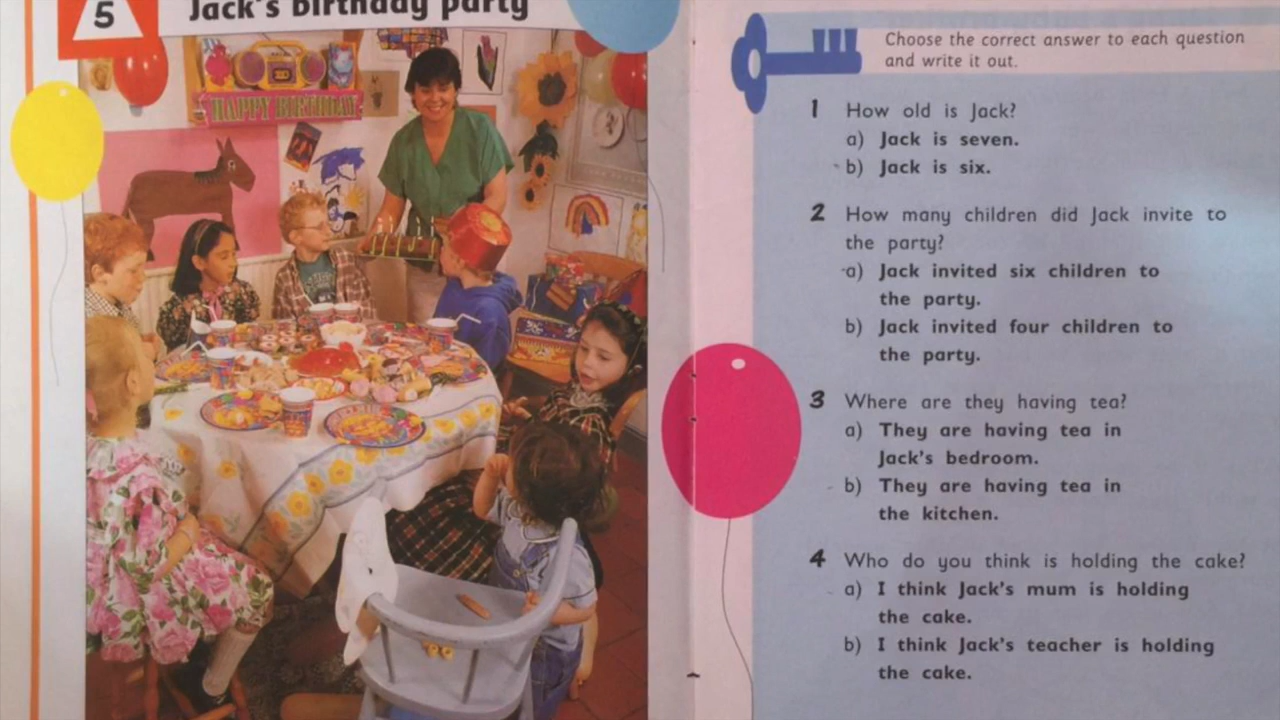 5
Jack's birthday party
HAPPY BIRTHDAY
Choose the correct answer to each question
and write it out.
1 How old is Jack?
a) Jack is seven.
b) Jack is six.
2 How many children did Jack invite to
the party?
a) Jack invited six children to
the party.
b) Jack invited four children to
the party.
3 Where are they having tea?
a) They are having tea in
Jack's bedroom.
b) They are having tea in
the kitchen.
4 Who do you think is holding the cake?
a) I think Jack's mum is holding
the cake.
b) I think Jack's teacher is holding
the cake.